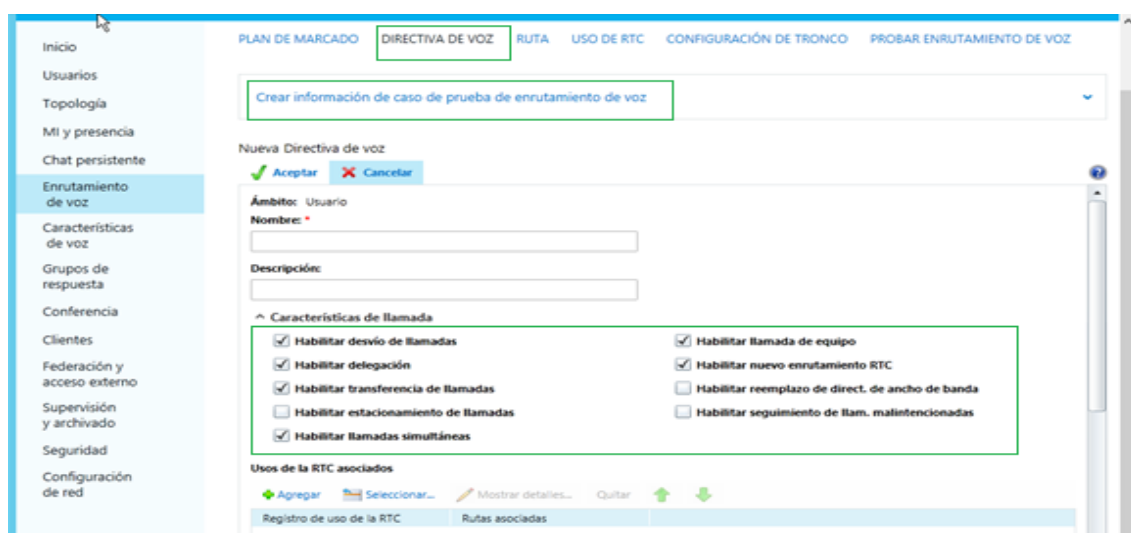 PLAN DE MARCADO DIRECTIVA DE VOZ RUTA USO DE RTC CONFIGURACIÓN DE TRONCO PROBAR ENRUTAMIENTO DE VOZ
Inicio
Usuarios
Topología
MI y presencia
Chat persistente
Enrutamiento
de voz
Características
de voz
Grupos de
respuesta
Conferencia
Clientes
Federación y
acceso externo
Supervisión
y archivado
Seguridad
Configuración
de red
Crear información de caso de prueba de enrutamiento de voz
Nueva Directiva de voz
Aceptar Cancelar
Ámbito: Usuario
Nombre: *
Descripción:
Características de llamada
Habilitar desvío de llamadas Habilitar llamada de equipo
Habilitar delegación Habilitar nuevo enrutamiento RTC
Habilitar transferencia de llamadas Habilitar reemplazo de direct. de ancho de banda
Habilitar estacionamiento de llamadas Habilitar seguimiento de llam. malintencionadas
Habilitar llamadas simultáneas
Usos de la RTC asociados
Agregar Seleccionar... Mostrar detalles... Quitar
Registro de uso de la RTC Rutas asociadas